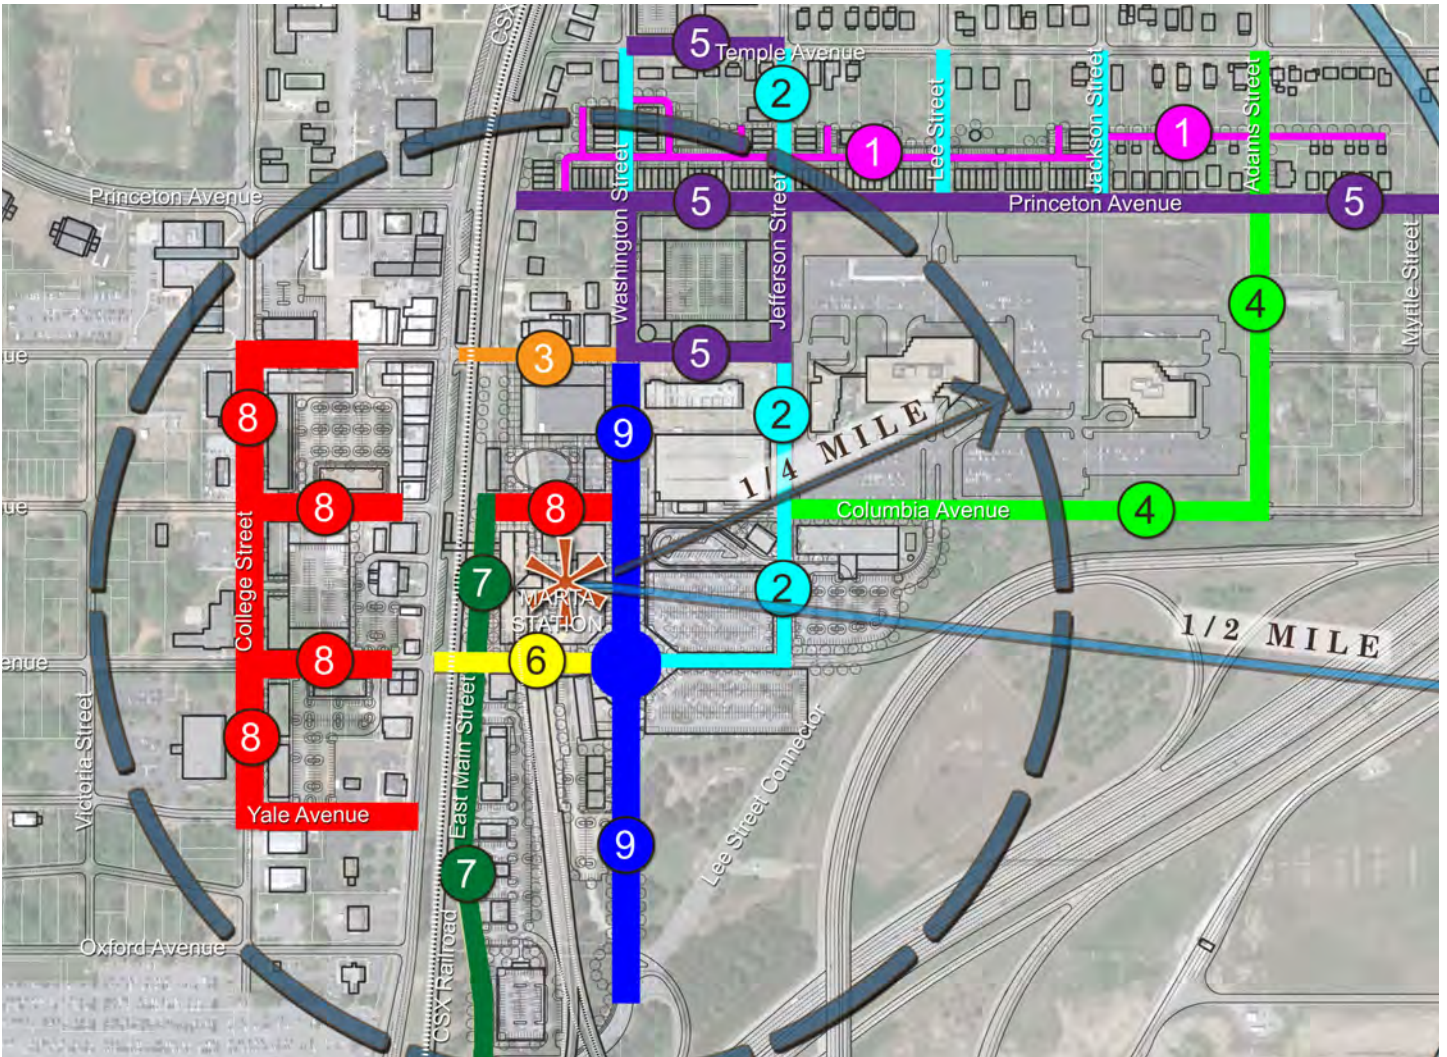 CSX
5
Temple Avenue
2
1
1
Lee Street
Jackson Street
Adams Street
Princeton Avenue
5
Princeton Avenue
5
Washington Street
Jefferson Street
Myrtle Street
4
ue
3
5
8
9
2
1/4 MILE
ue
8
8
Columbia Avenue
4
College Street
7
MARTA
STATION
2
1/2 MILE
enue
8
6
Victoria Street
8
East Main Street
Lee Street Connector
Yale Avenue
9
7
Oxford Avenue
CSX Railroad